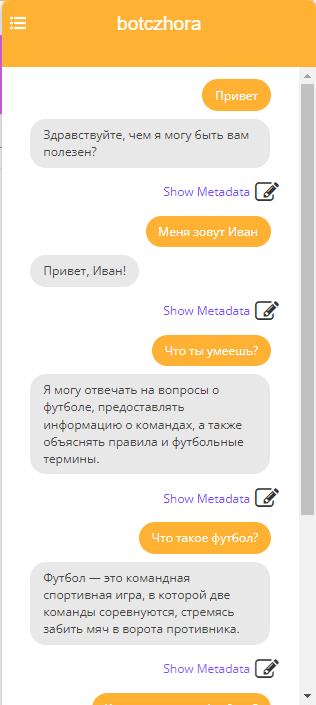 botczhora
Привет
Здравствуйте, чем я могу быть вам
полезен?
Show Metadata
Меня зовут Иван
Привет, Иван!
Show Metadata
Что ты умеешь?
Я могу отвечать на вопросы о
футболе, предоставлять
информацию о командах, а также
объяснять правила и футбольные
термины.
Show Metadata
Что такое футбол?
Футбол — это командная
спортивная игра, в которой две
команды соревнуются, стремясь
забить мяч в ворота противника.
Show Metadata